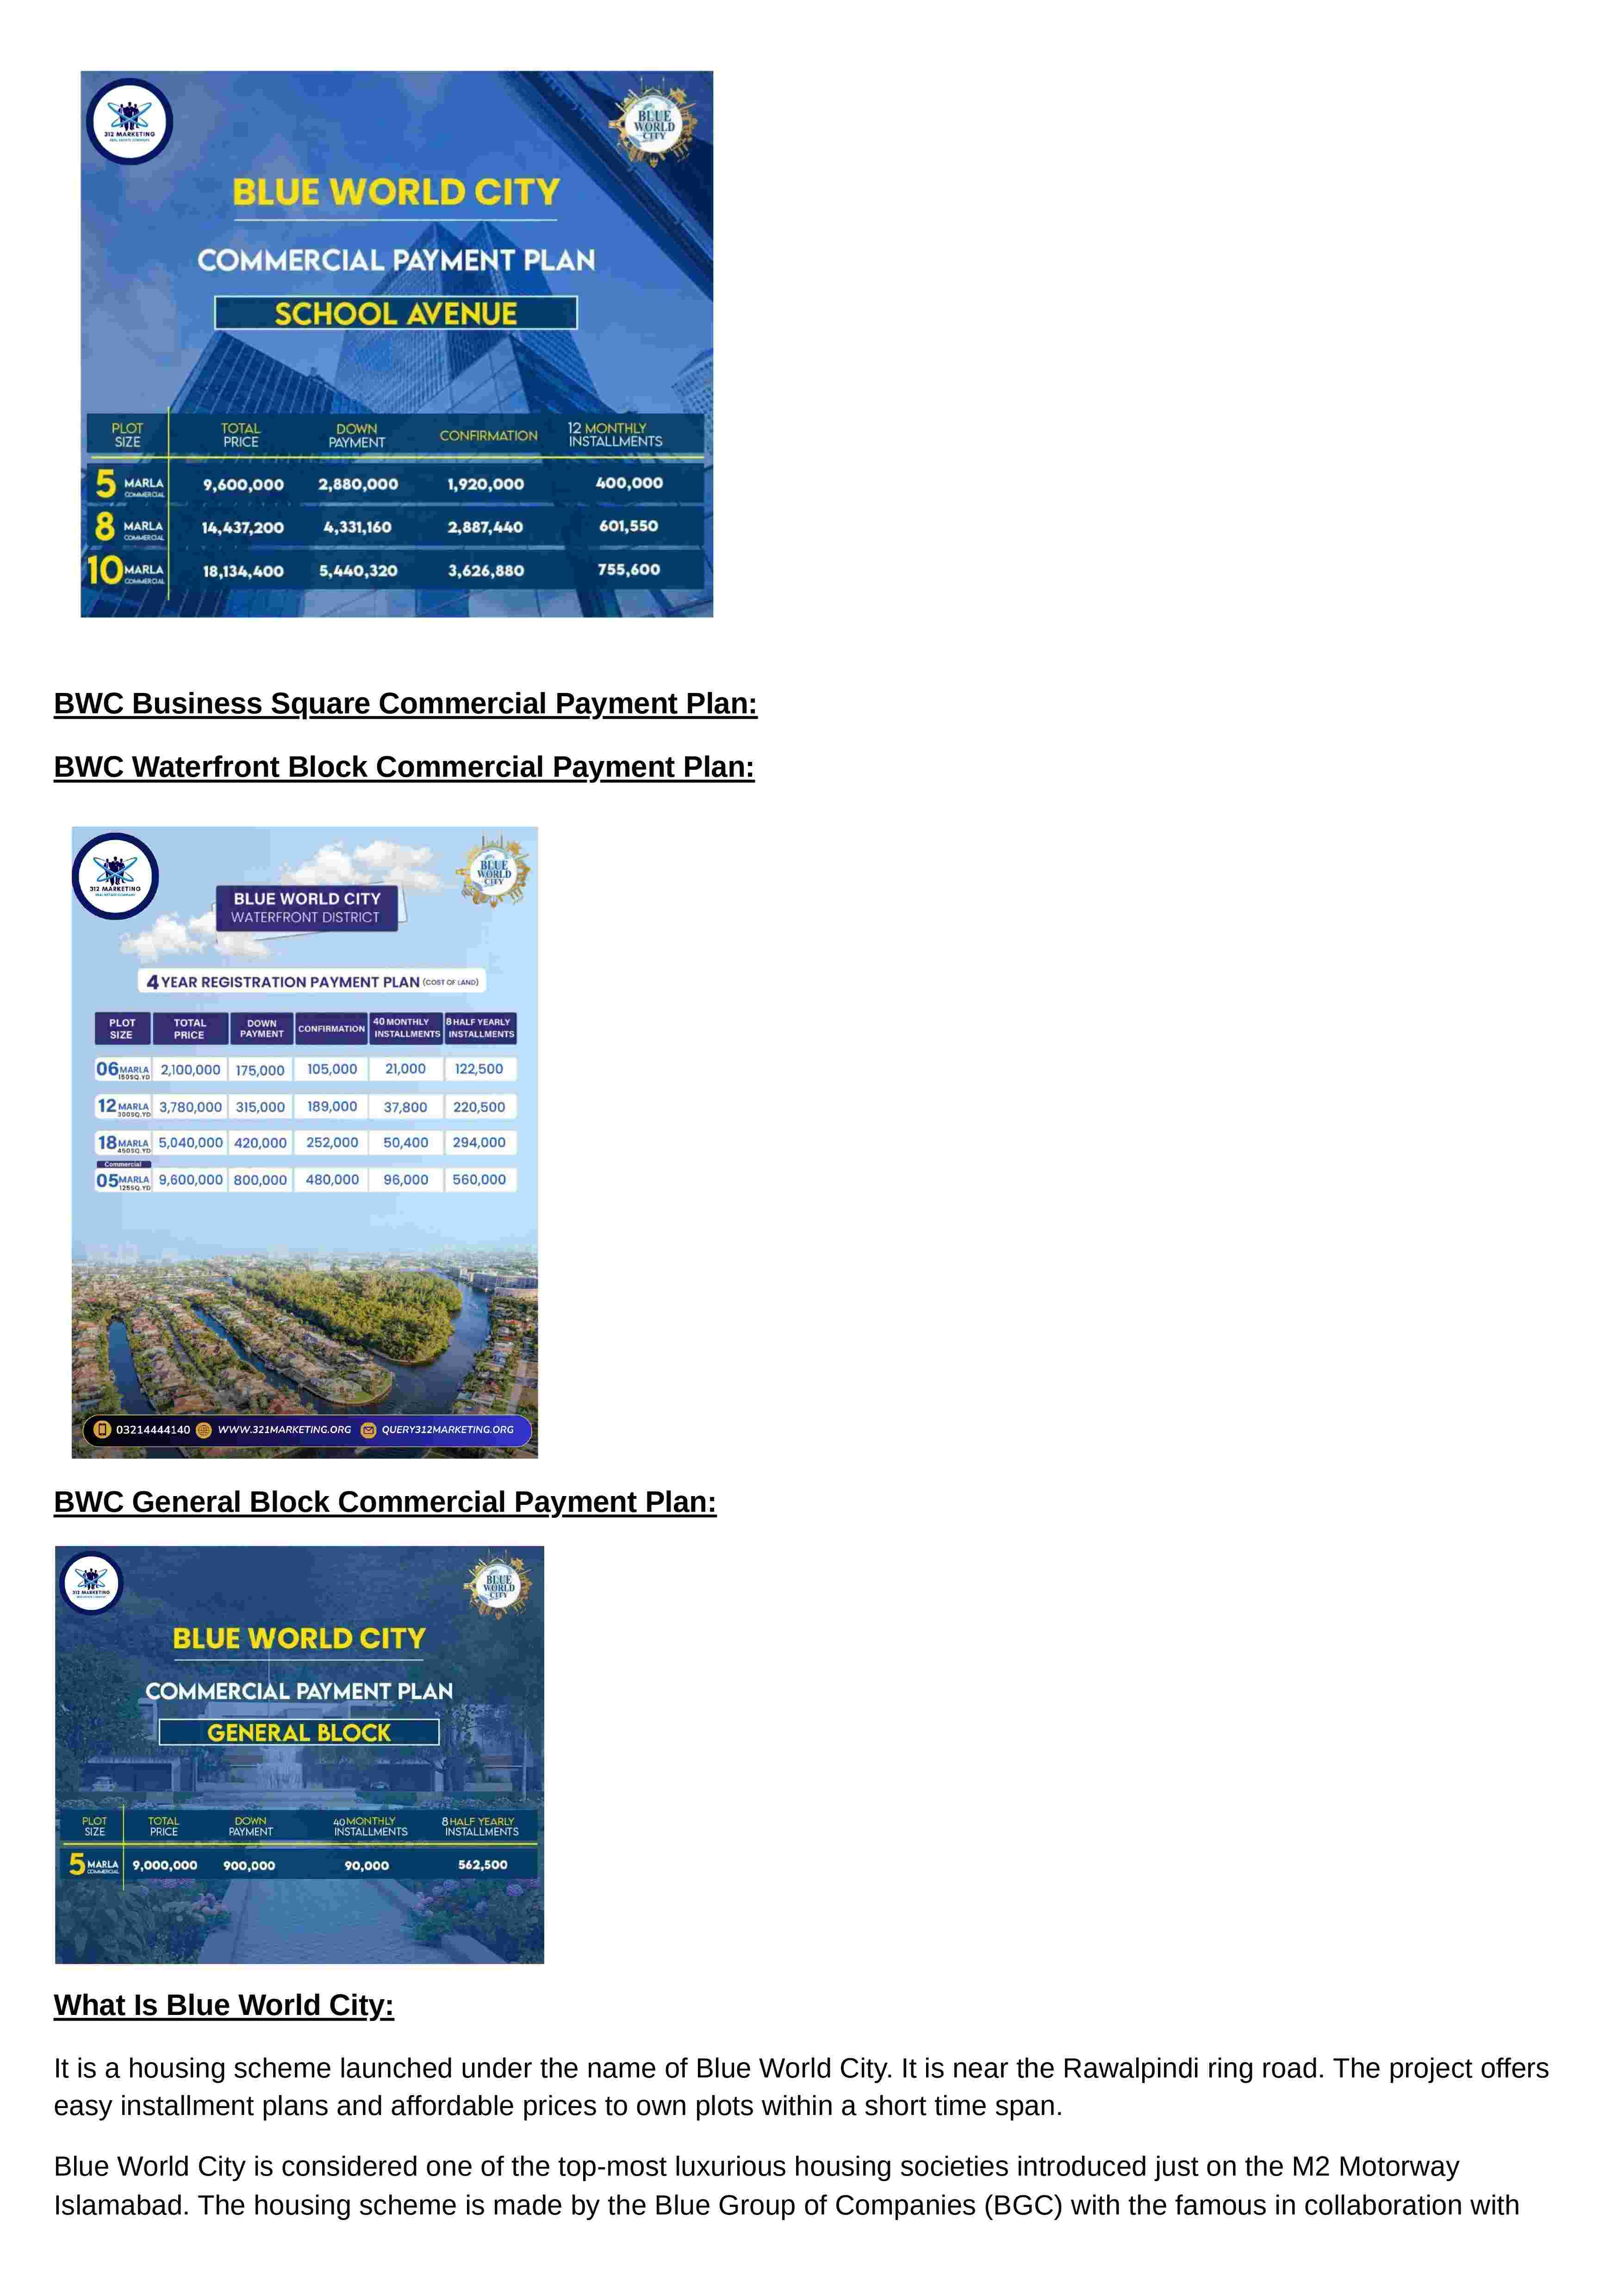 312 MARKETING
REAL ESTATE COMPANY
BLUE
WORLD
CITY
BLUE WORLD CITY
COMMERCIAL PAYMENT PLAN
SCHOOL AVENUE
PLOT SIZE TOTAL PRICE DOWN PAYMENT CONFIRMATION 12 MONTHLY INSTALLMENTS
5 MARLA COMMERCIAL 9,600,000 2,880,000 1,920,000 400,000
8 MARLA COMMERCIAL 14,437,200 4,331,160 2,887,440 601,550
10 MARLA COMMERCIAL 18,134,400 5,440,320 3,626,880 755,600
BWC Business Square Commercial Payment Plan:
BWC Waterfront Block Commercial Payment Plan:
312 MARKETING
REAL ESTATE COMPANY
BLUE
WORLD
CITY
BLUE WORLD CITY
WATERFRONT DISTRICT
4 YEAR REGISTRATION PAYMENT PLAN (COST OF LAND)
PLOT SIZE TOTAL PRICE DOWN PAYMENT CONFIRMATION 40 MONTHLY INSTALLMENTS 8 HALF YEARLY INSTALLMENTS
06 MARLA 150SQ.YD 2,100,000 175,000 105,000 21,000 122,500
12 MARLA 300SQ.YD 3,780,000 315,000 189,000 37,800 220,500
18 MARLA 450SQ.YD 5,040,000 420,000 252,000 50,400 294,000
Commercial
05 MARLA 125SQ.YD 9,600,000 800,000 480,000 96,000 560,000
03214444140 WWW.321MARKETING.ORG QUERY312MARKETING.ORG
BWC General Block Commercial Payment Plan:
312 MARKETING
BLUE
WORLD
CITY
BLUE WORLD CITY
COMMERCIAL PAYMENT PLAN
GENERAL BLOCK
PLOT SIZE TOTAL PRICE DOWN PAYMENT 40 MONTHLY INSTALLMENTS 8 HALF YEARLY INSTALLMENTS
5 MARLA COMMERCIAL 9,000,000 900,000 90,000 562,500
What Is Blue World City:
It is a housing scheme launched under the name of Blue World City. It is near the Rawalpindi ring road. The project offers
easy installment plans and affordable prices to own plots within a short time span.
Blue World City is considered one of the top-most luxurious housing societies introduced just on the M2 Motorway
Islamabad. The housing scheme is made by the Blue Group of Companies (BGC) with the famous in collaboration with